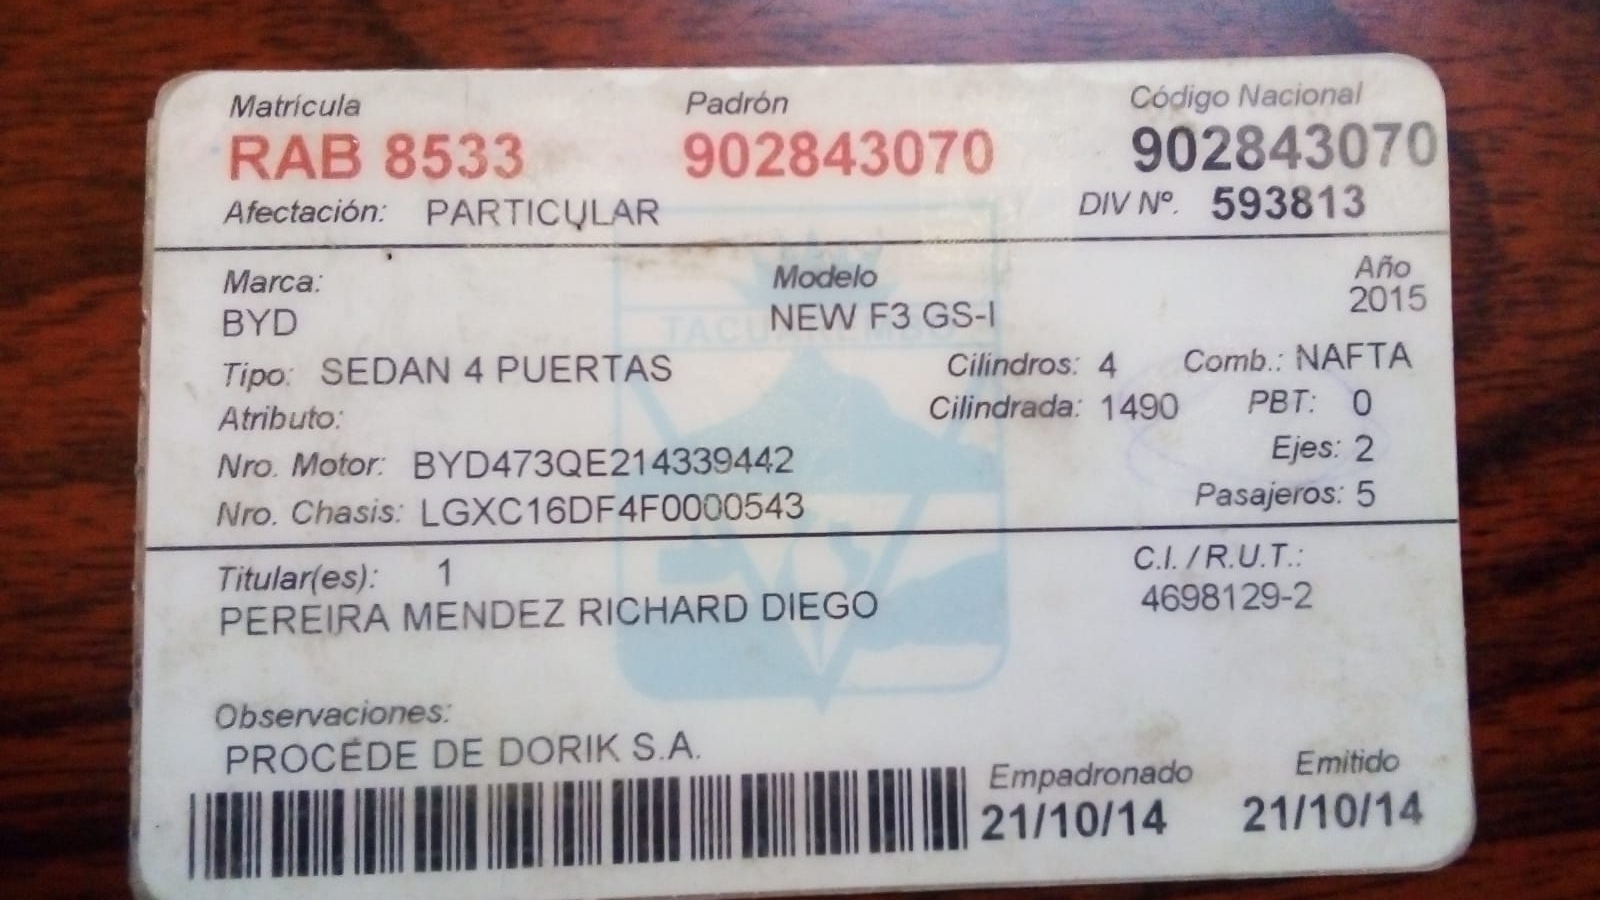 Matrícula Padrón Código Nacional
RAB 8533 902843070 902843070
Afectación: PARTICULAR DIV Nº. 593813
Marca: Modelo Año
BYD NEW F3 GS-I 2015
Tipo: SEDAN 4 PUERTAS Cilindros: 4 Comb.: NAFTA
Atributo: Cilindrada: 1490 PBT: 0
Nro. Motor: BYD473QE214339442 Ejes: 2
Nro. Chasis: LGXC16DF4F0000543 Pasajeros: 5
Titular(es): 1 C.I. / R.U.T.:
PEREIRA MENDEZ RICHARD DIEGO 4698129-2
Observaciones:
PROCEDE DE DORIK S.A.
Empadronado Emitido
21/10/14 21/10/14